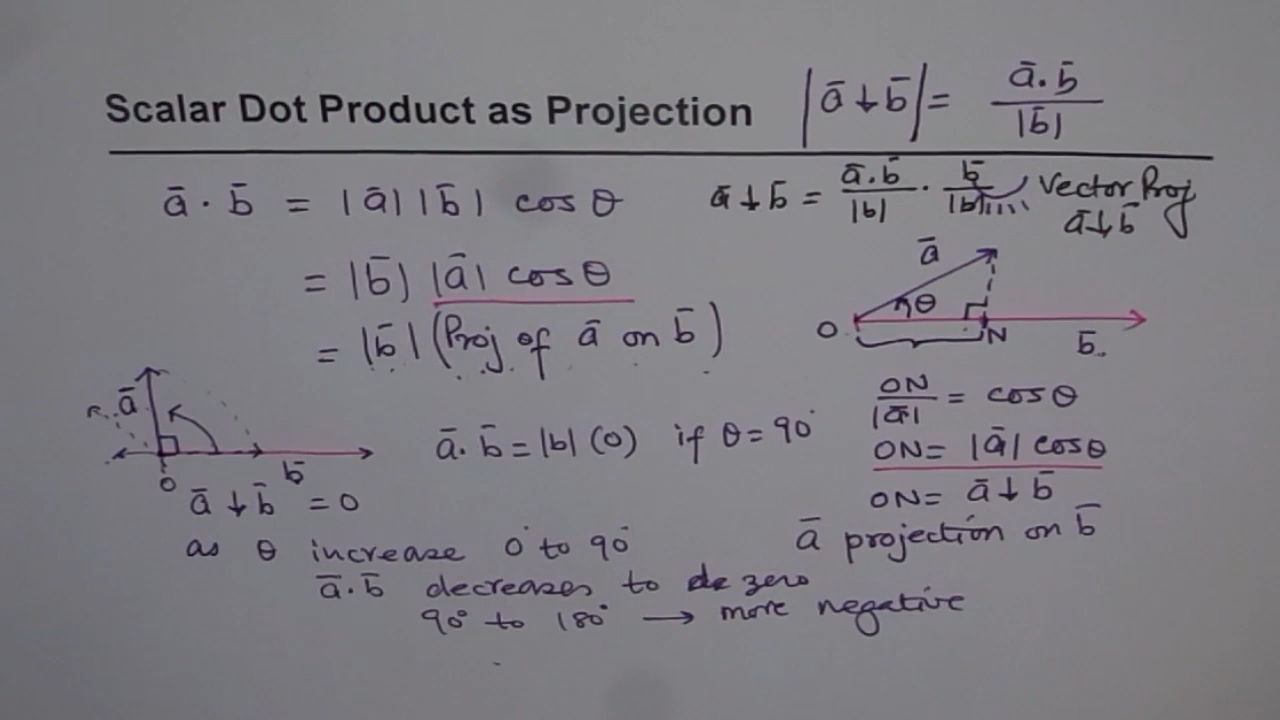 Scalar Dot Product as Projection
|ā ↓ b̄| = ā.b̄ / |b̄|
ā · b̄ = |ā| |b̄| cos θ
ā ↓ b̄ = ā.b̄ / |b| · b̄ / |b| Vector Proj
ā ↓ b̄
= |b̄| |ā| cos θ
= |b̄| (Proj of ā on b̄)
ā
θ
O
N
b̄
ā
b̄
O
ā ↓ b̄ = 0
ā. b̄ = |b| (0) if θ = 90°
ON / |ā| = cos θ
ON = |ā| cos θ
ON = ā ↓ b̄
ā projection on b̄
as θ increase 0° to 90°
ā.b̄ decreases to zero
90° to 180° → more negative